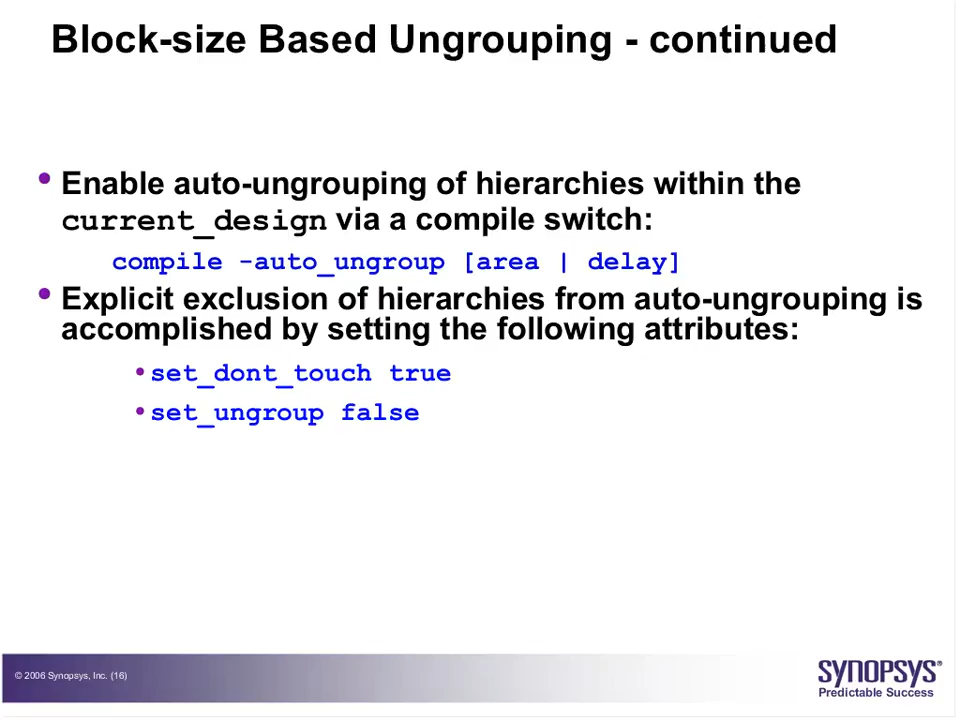 Block-size Based Ungrouping - continued
• Enable auto-ungrouping of hierarchies within the
current_design via a compile switch:
compile -auto_ungroup [area | delay]
• Explicit exclusion of hierarchies from auto-ungrouping is
accomplished by setting the following attributes:
• set_dont_touch true
• set_ungroup false
© 2006 Synopsys, Inc. (16)
SYNOPSYS®
Predictable Success